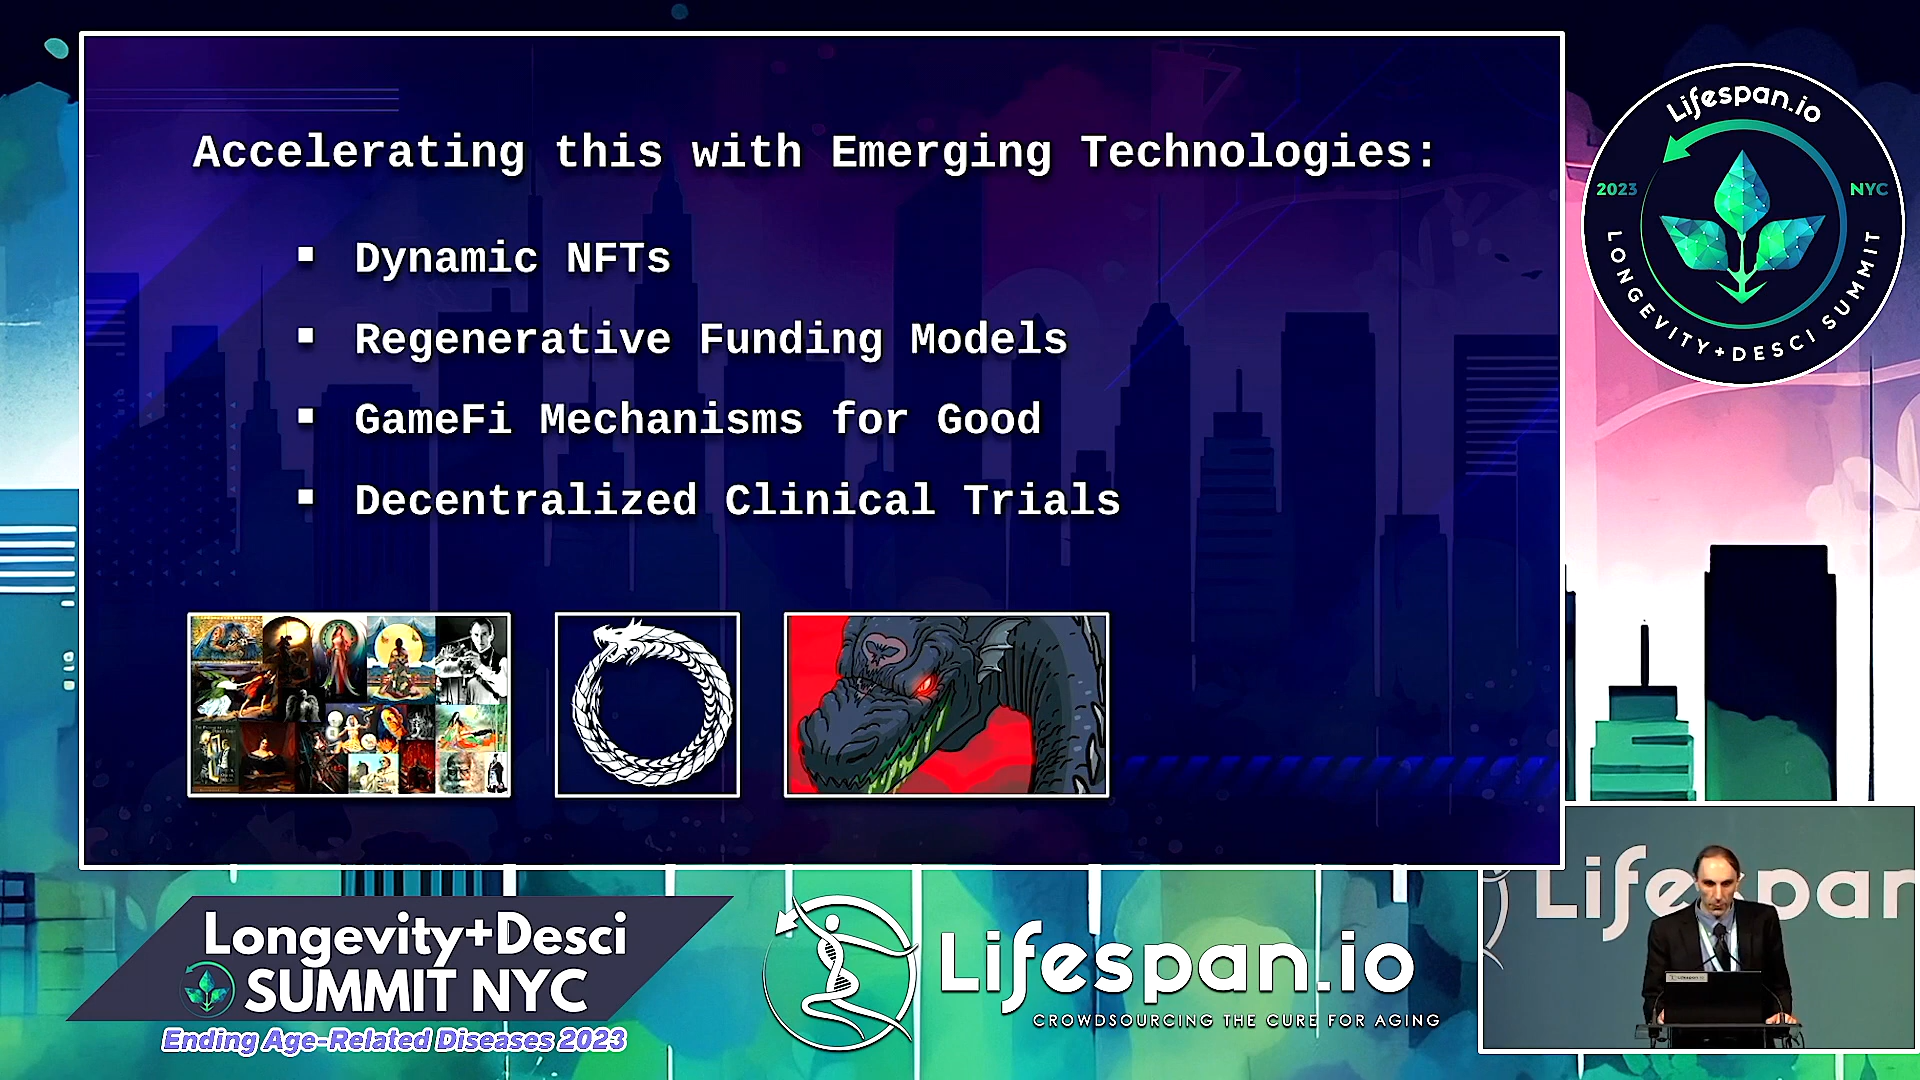 Accelerating this with Emerging Technologies:
▪ Dynamic NFTs
▪ Regenerative Funding Models
▪ GameFi Mechanisms for Good
▪ Decentralized Clinical Trials
Lifespan.io
2023
NYC
LONGEVITY+DESCI SUMMIT
Longevity+Desci
SUMMIT NYC
Ending Age-Related Diseases 2023
Lifespan.io
CROWDSOURCING THE CURE FOR AGING
Lifespan